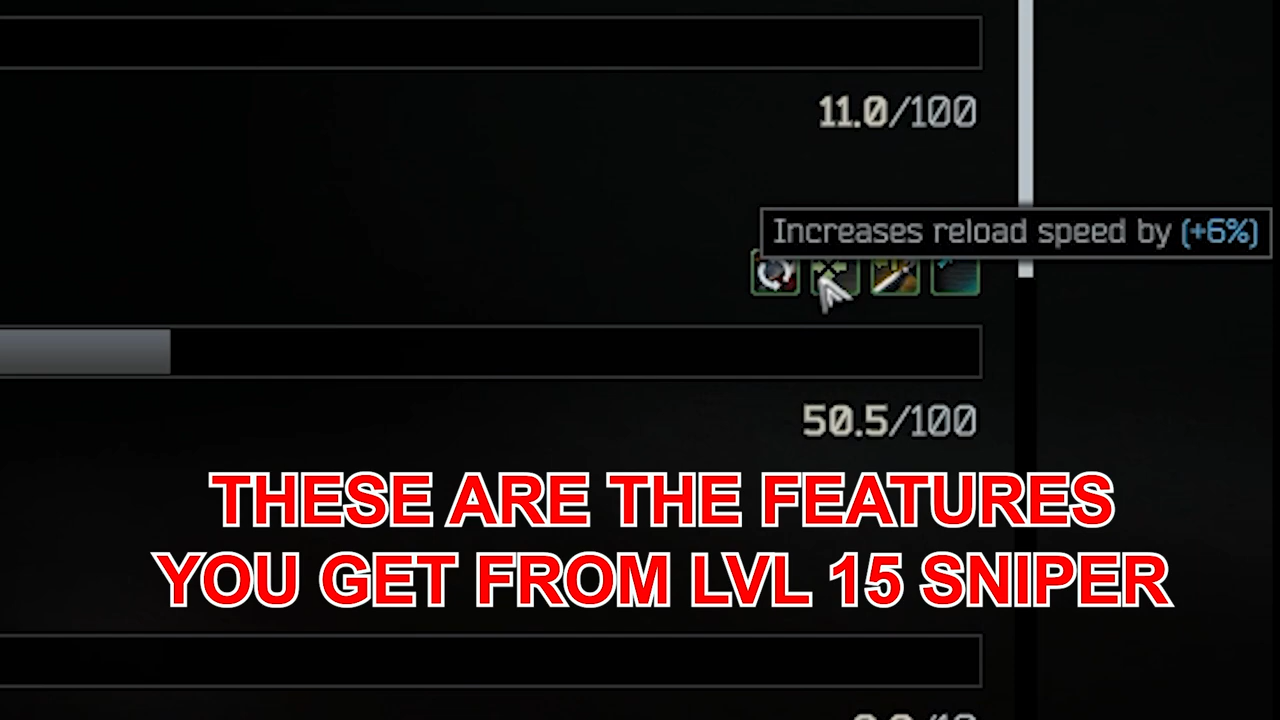 11.0/100
Increases reload speed by (+6%)
50.5/100
THESE ARE THE FEATURES
YOU GET FROM LVL 15 SNIPER